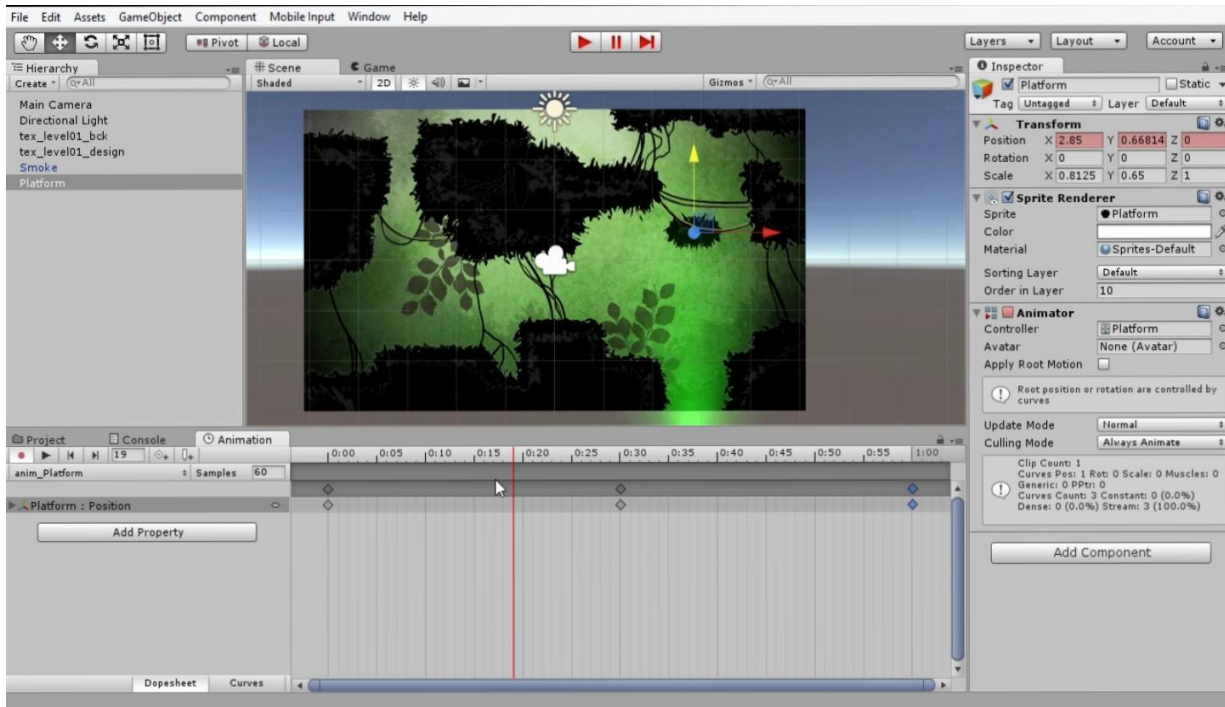 File Edit Assets GameObject Component Mobile Input Window Help
Pivot Local Layers Layout Account
Hierarchy
Create All
Main Camera
Directional Light
tex_level01_bck
tex_level01_design
Smoke
Platform
Scene Game
Shaded 2D Gizmos All
Inspector
Platform Static
Tag Untagged Layer Default
Transform
Position X 2.85 Y 0.66814 Z 0
Rotation X 0 Y 0 Z 0
Scale X 0.8125 Y 0.65 Z 1
Sprite Renderer
Sprite Platform
Color
Material Sprites-Default
Sorting Layer Default
Order in Layer 10
Animator
Controller Platform
Avatar None (Avatar)
Apply Root Motion
Root position or rotation are controlled by
curves
Update Mode Normal
Culling Mode Always Animate
Clip Count: 1
Curves Pos: 1 Rot: 0 Scale: 0 Muscles: 0
Generic: 0 PPtr: 0
Curves Count: 3 Constant: 0 (0.0%)
Dense: 0 (0.0%) Stream: 3 (100.0%)
Add Component
Project Console Animation
19 0:00 0:05 0:10 0:15 0:20 0:25 0:30 0:35 0:40 0:45 0:50 0:55 1:00
anim_Platform Samples 60
Platform : Position
Add Property
Dopesheet Curves